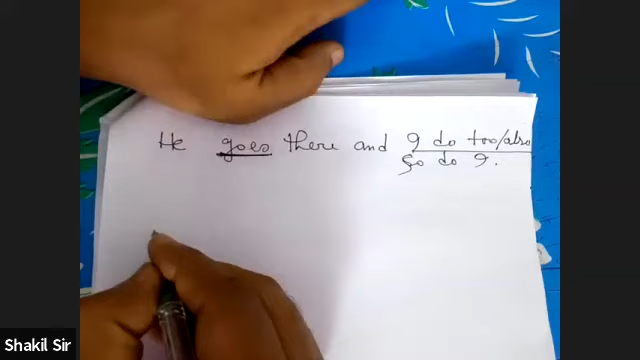 He goes there and I do too/also
So do I.
Shakil Sir